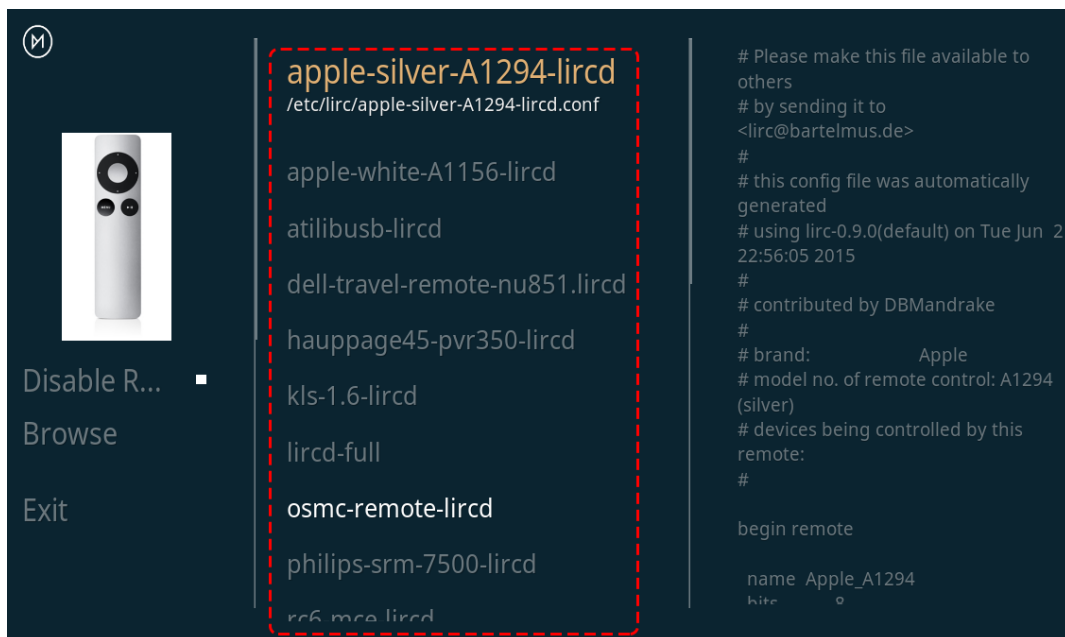 Disable R...
Browse
Exit
apple-silver-A1294-lircd
/etc/lirc/apple-silver-A1294-lircd.conf
apple-white-A1156-lircd
atilibusb-lircd
dell-travel-remote-nu851.lircd
hauppage45-pvr350-lircd
kls-1.6-lircd
lircd-full
osmc-remote-lircd
philips-srm-7500-lircd
rc6-mce-lircd
# Please make this file available to
others
# by sending it to
<lirc@bartelmus.de>
#
# this config file was automatically
generated
# using lirc-0.9.0(default) on Tue Jun  2
22:56:05 2015
#
# contributed by DBMandrake
#
# brand:                       Apple
# model no. of remote control: A1294
(silver)
# devices being controlled by this
remote:
#
begin remote
name  Apple_A1294
bits            8